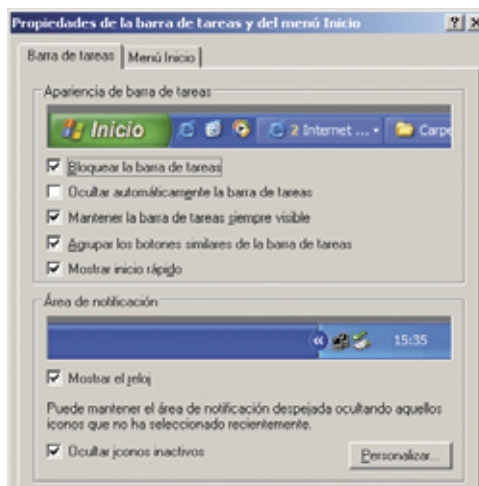 Propiedades de la barra de tareas y del menú Inicio
Barra de tareas Menú Inicio
Apariencia de barra de tareas
Inicio 2 Internet ... Carpe
Bloquear la barra de tareas
Ocultar automáticamente la barra de tareas
Mantener la barra de tareas siempre visible
Agrupar los botones similares de la barra de tareas
Mostrar inicio rápido
Área de notificación
15:35
Mostrar el reloj
Puede mantener el área de notificación despejada ocultando aquellos
iconos que no ha seleccionado recientemente.
Ocultar iconos inactivos Personalizar...